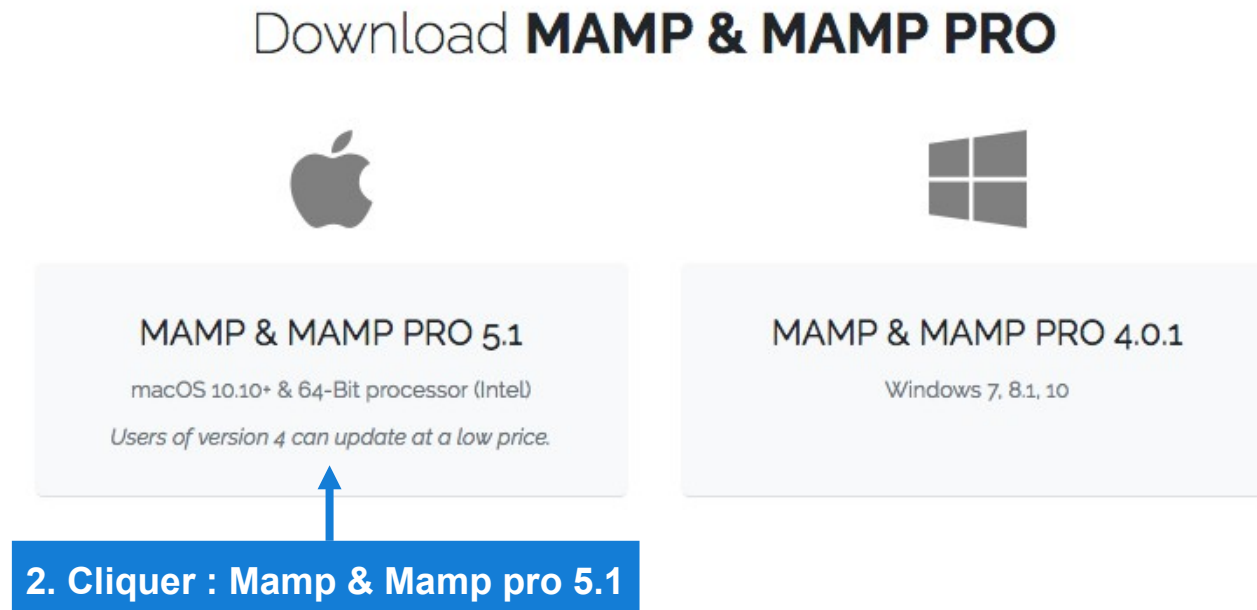 Download MAMP & MAMP PRO
MAMP & MAMP PRO 5.1
macOS 10.10+ & 64-Bit processor (Intel)
Users of version 4 can update at a low price.
MAMP & MAMP PRO 4.0.1
Windows 7, 8.1, 10
2. Cliquer : Mamp & Mamp pro 5.1